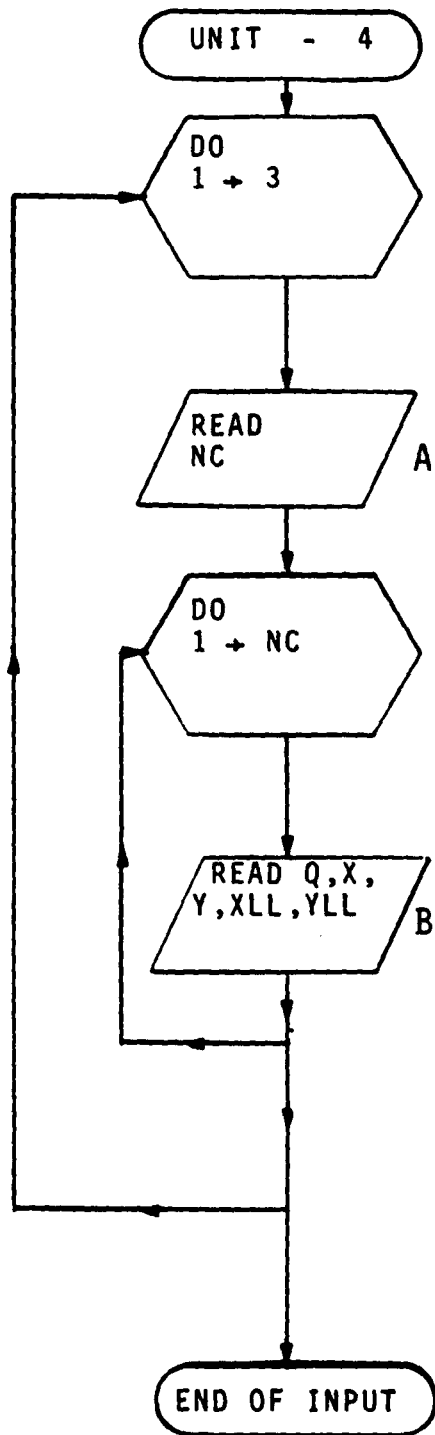 UNIT - 4
DO
1 → 3
READ
NC
A
DO
1 → NC
READ Q,X,
Y,XLL,YLL
B
END OF INPUT